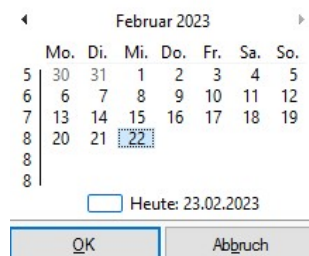 Februar 2023
Mo. Di. Mi. Do. Fr. Sa. So.
5 30 31 1 2 3 4 5
6 6 7 8 9 10 11 12
7 13 14 15 16 17 18 19
8 20 21 22
8
8
Heute: 23.02.2023
OK Abbruch